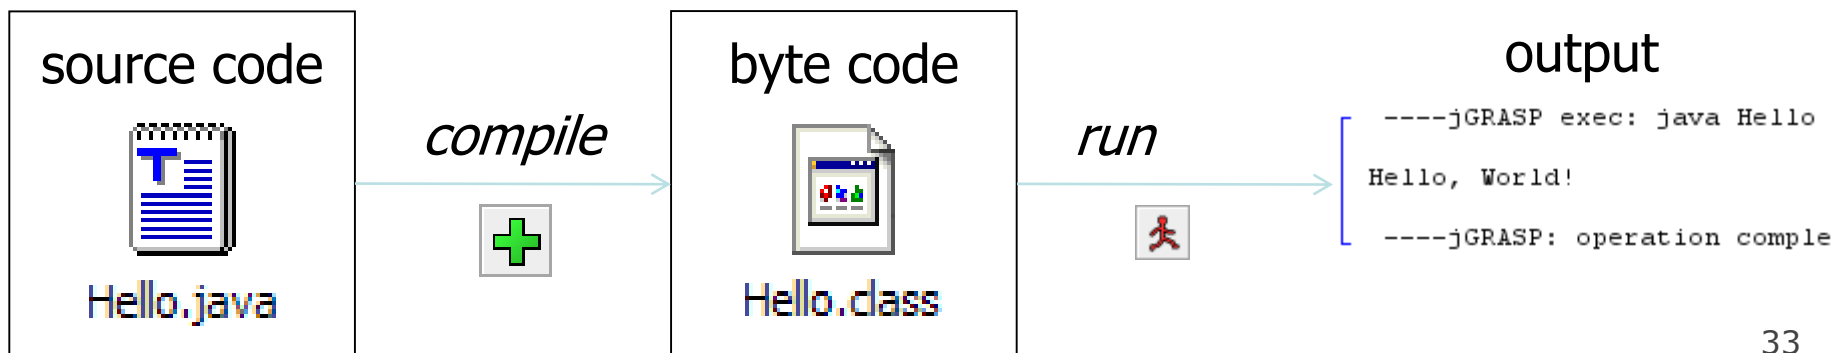 source code
Hello.java
compile
byte code
Hello.class
run
output
----jGRASP exec: java Hello
Hello, World!
----jGRASP: operation comple
33